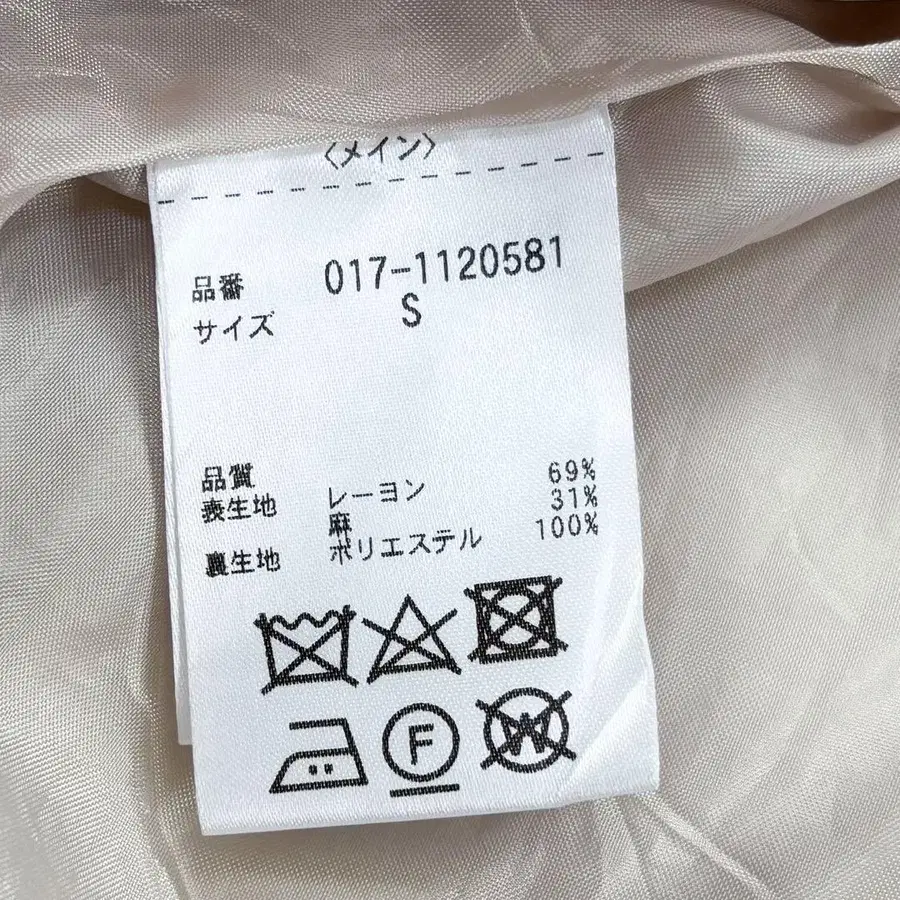 〈メイン〉
品番 017-1120581
サイズ S
品質
表生地 レーヨン 69%
麻 31%
裏生地 ポリエステル 100%
F
W